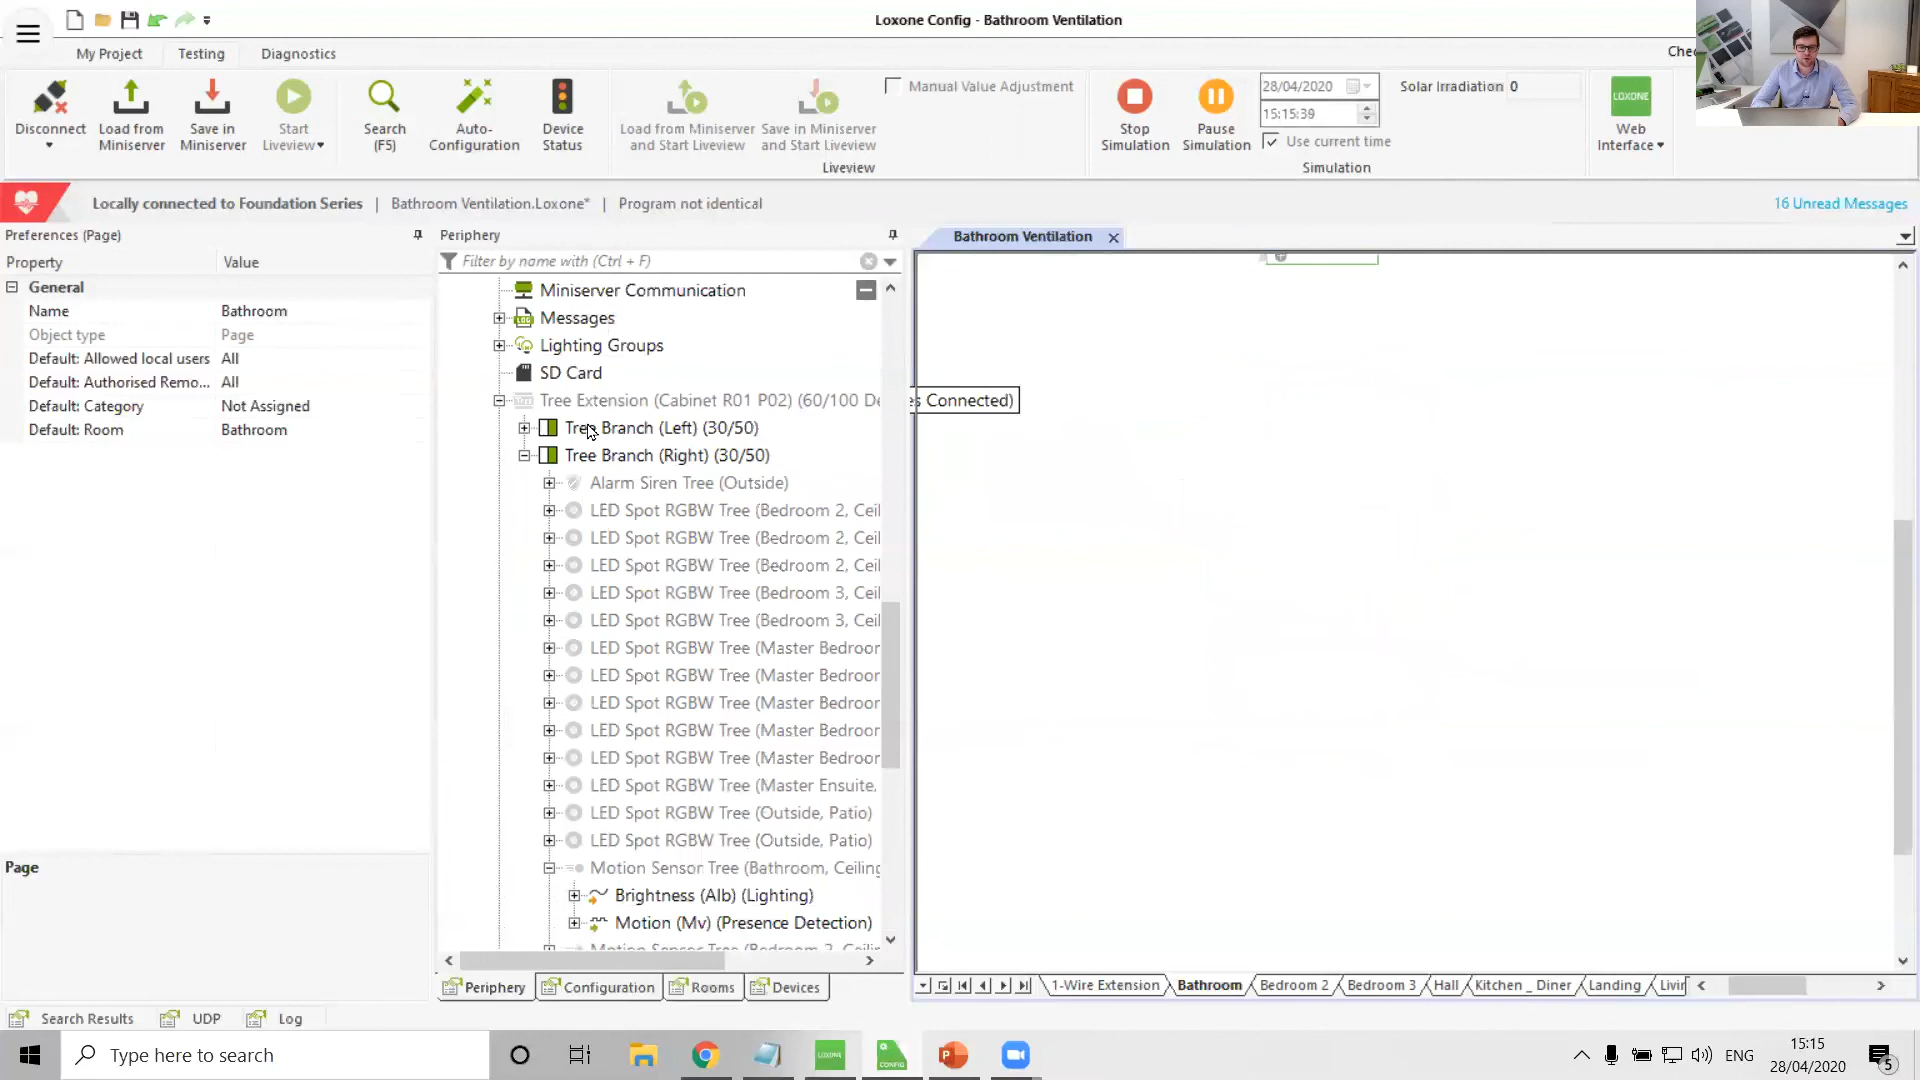 Loxone Config - Bathroom Ventilation
My Project
Testing
Diagnostics
Disconnect
Load from Miniserver
Save in Miniserver
Start Liveview
Search (F5)
Auto-Configuration
Device Status
Load from Miniserver and Start Liveview
Save in Miniserver and Start Liveview
Manual Value Adjustment
Liveview
Stop Simulation
Pause Simulation
28/04/2020
15:15:39
Use current time
Simulation
Solar Irradiation 0
LOXONE
Web Interface
Locally connected to Foundation Series | Bathroom Ventilation.Loxone* | Program not identical
16 Unread Messages
Preferences (Page)
Property Value
General
Name Bathroom
Object type Page
Default: Allowed local users All
Default: Authorised Remo... All
Default: Category Not Assigned
Default: Room Bathroom
Page
Periphery
Filter by name with (Ctrl + F)
Miniserver Communication
Messages
Lighting Groups
SD Card
Tree Extension (Cabinet R01 P02) (60/100 De
s Connected)
Tree Branch (Left) (30/50)
Tree Branch (Right) (30/50)
Alarm Siren Tree (Outside)
LED Spot RGBW Tree (Bedroom 2, Ceil
LED Spot RGBW Tree (Bedroom 2, Ceil
LED Spot RGBW Tree (Bedroom 2, Ceil
LED Spot RGBW Tree (Bedroom 3, Ceil
LED Spot RGBW Tree (Bedroom 3, Ceil
LED Spot RGBW Tree (Master Bedroor
LED Spot RGBW Tree (Master Bedroor
LED Spot RGBW Tree (Master Bedroor
LED Spot RGBW Tree (Master Bedroor
LED Spot RGBW Tree (Master Bedroor
LED Spot RGBW Tree (Master Ensuite,
LED Spot RGBW Tree (Outside, Patio)
LED Spot RGBW Tree (Outside, Patio)
Motion Sensor Tree (Bathroom, Ceiling
Brightness (Alb) (Lighting)
Motion (Mv) (Presence Detection)
Motion Sensor Tree (Bedroom 2, Ceilin
Periphery
Configuration
Rooms
Devices
Bathroom Ventilation
1-Wire Extension
Bathroom
Bedroom 2
Bedroom 3
Hall
Kitchen _ Diner
Landing
Livir
Search Results
UDP
Log
Type here to search
LOXONE
CONFIG
ENG
15:15
28/04/2020
5